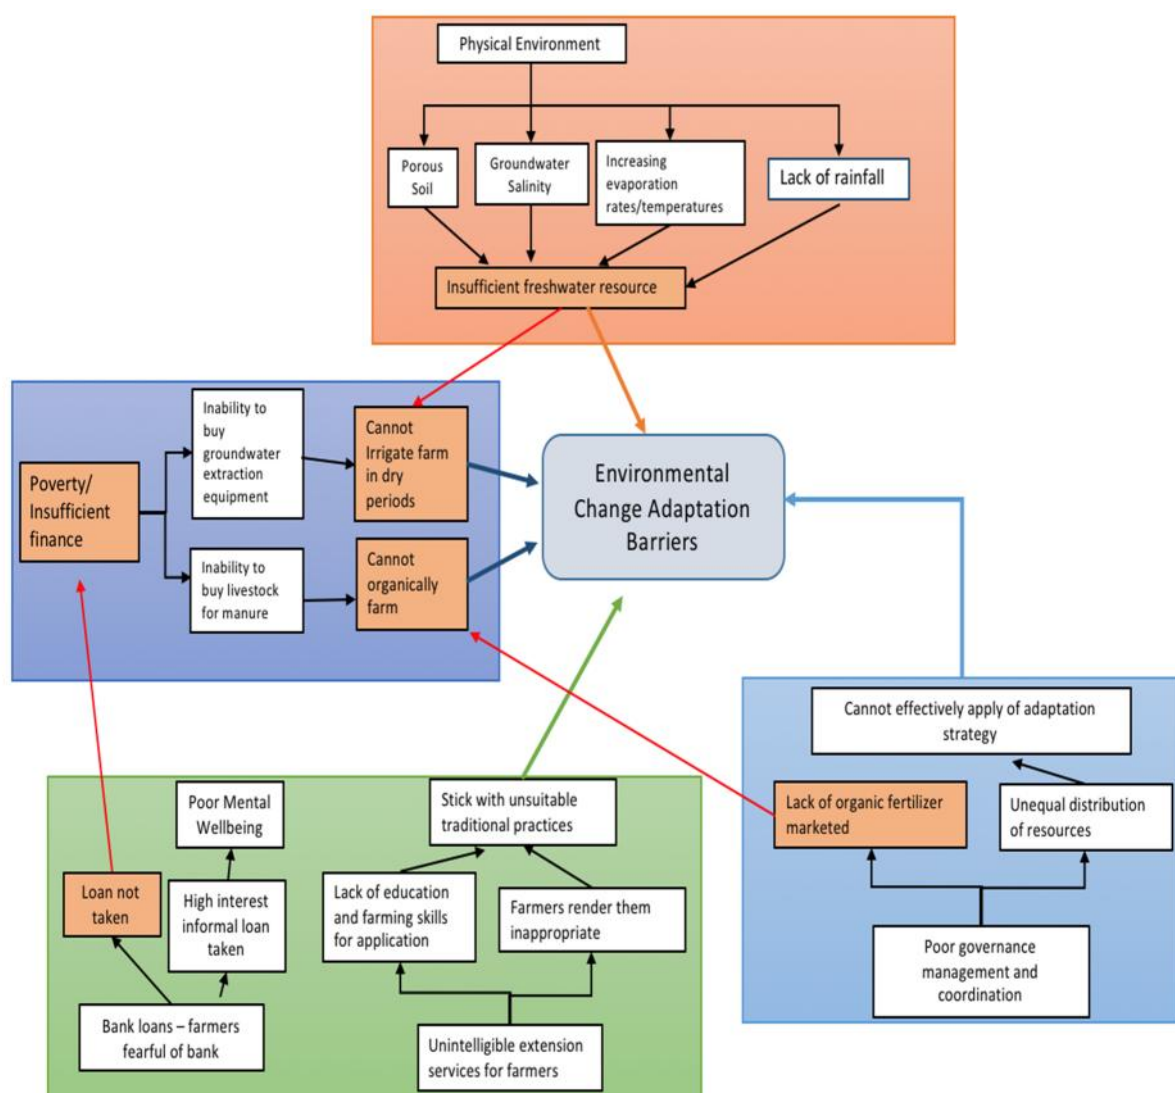 Physical Environment
Porous
Soil
Groundwater
Salinity
Increasing
evaporation
rates/temperatures
Lack of rainfall
Insufficient freshwater resource
Poverty/
Insufficient
finance
Inability to
buy
groundwater
extraction
equipment
Cannot
Irrigate farm
in dry
periods
Inability to
buy livestock
for manure
Cannot
organically
farm
Environmental
Change Adaptation
Barriers
Cannot effectively apply of adaptation
strategy
Lack of organic fertilizer
marketed
Unequal distribution
of resources
Poor governance
management and
coordination
Poor Mental
Wellbeing
Stick with unsuitable
traditional practices
Loan not
taken
High interest
informal loan
taken
Lack of education
and farming skills
for application
Farmers render them
inappropriate
Bank loans – farmers
fearful of bank
Unintelligible extension
services for farmers